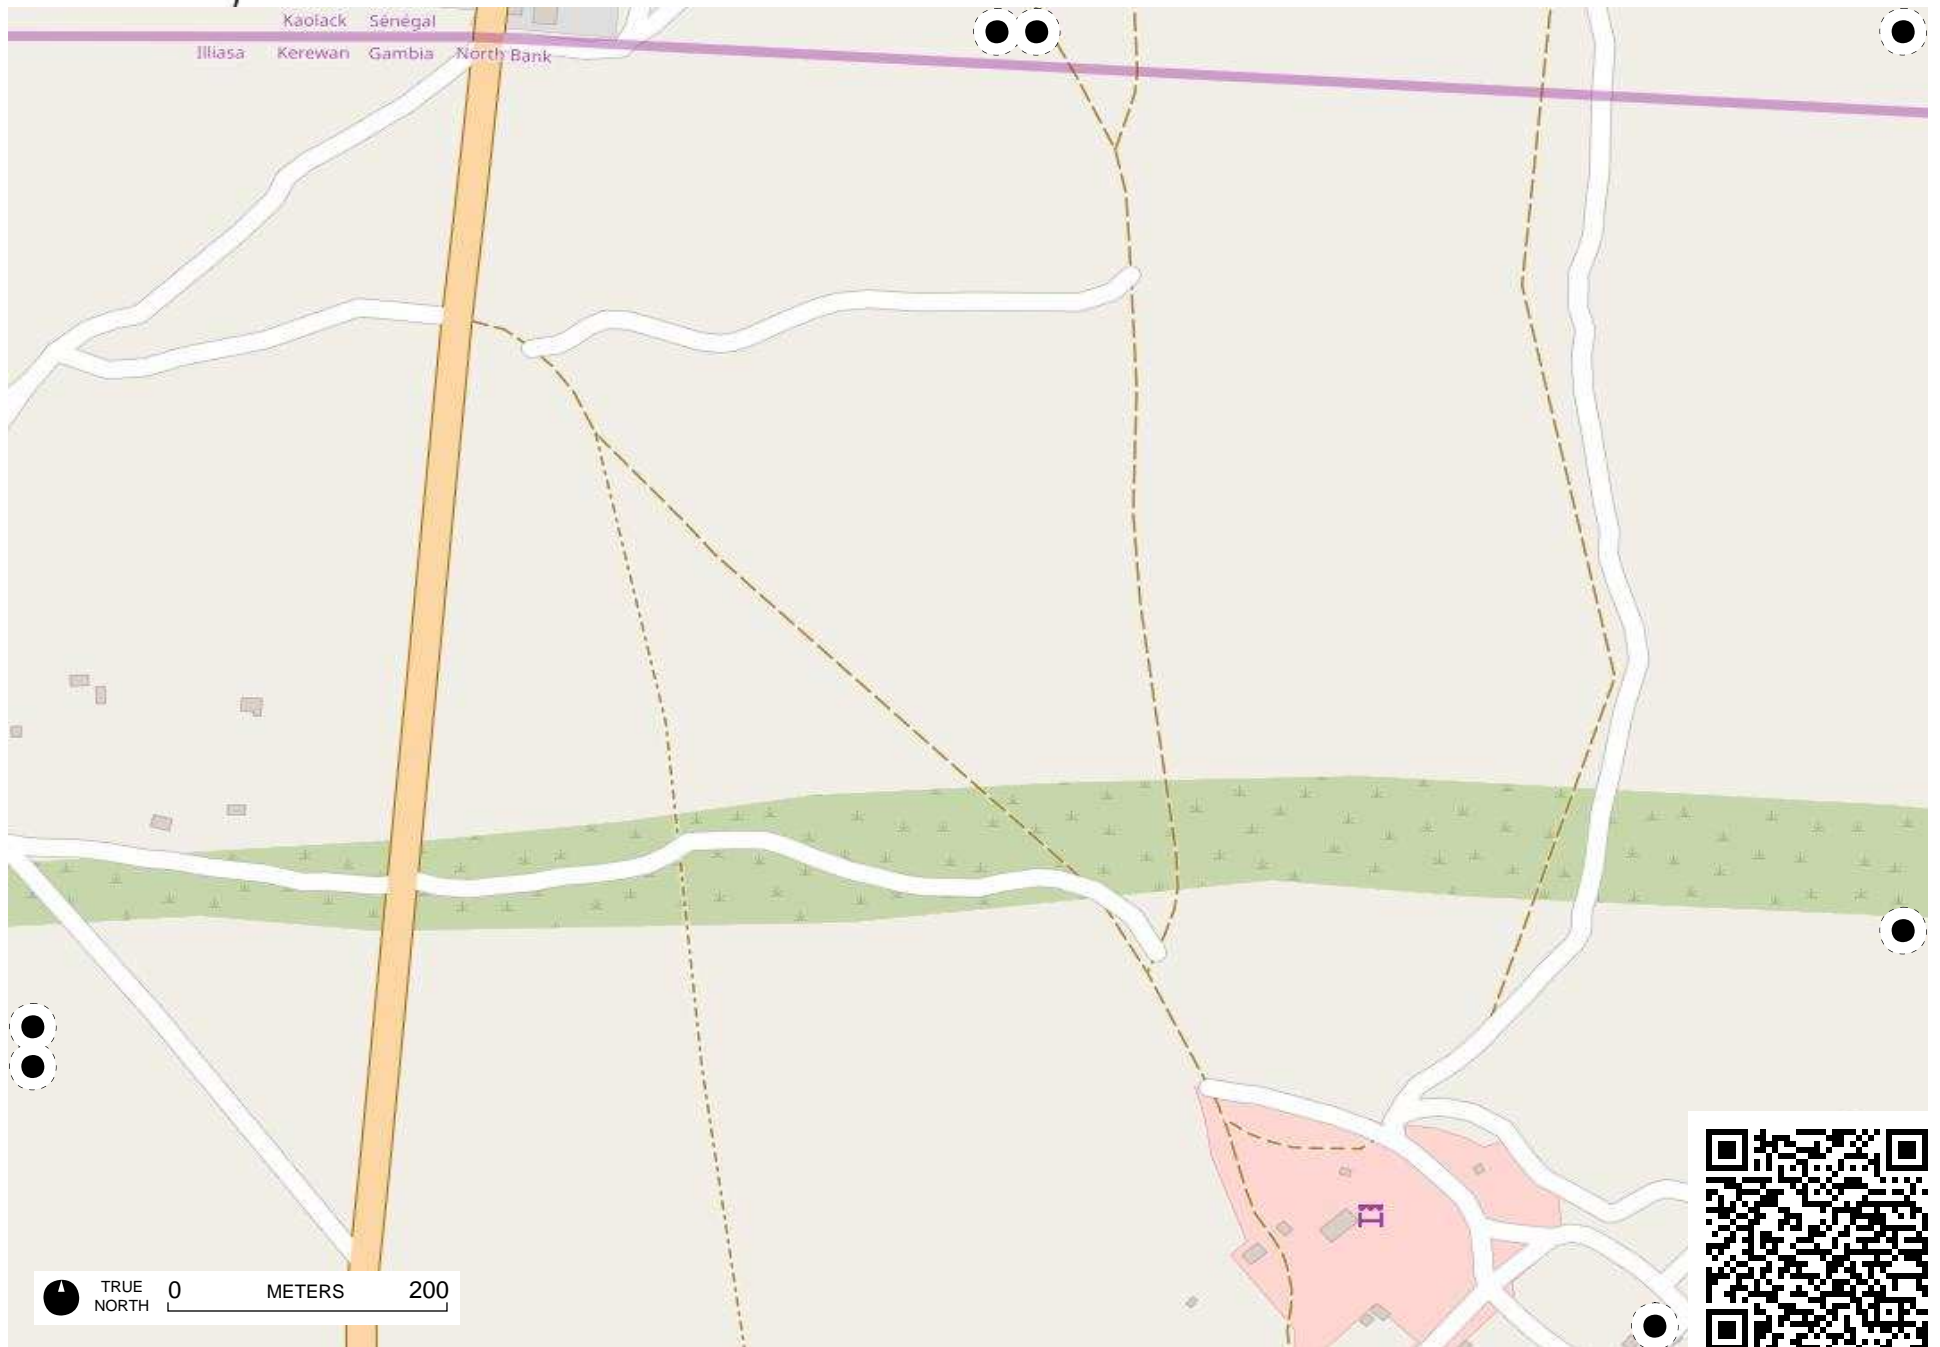 Kaolack Sénégal
Illiasa Kerewan Gambia North Bank
TRUE NORTH 0 METERS 200